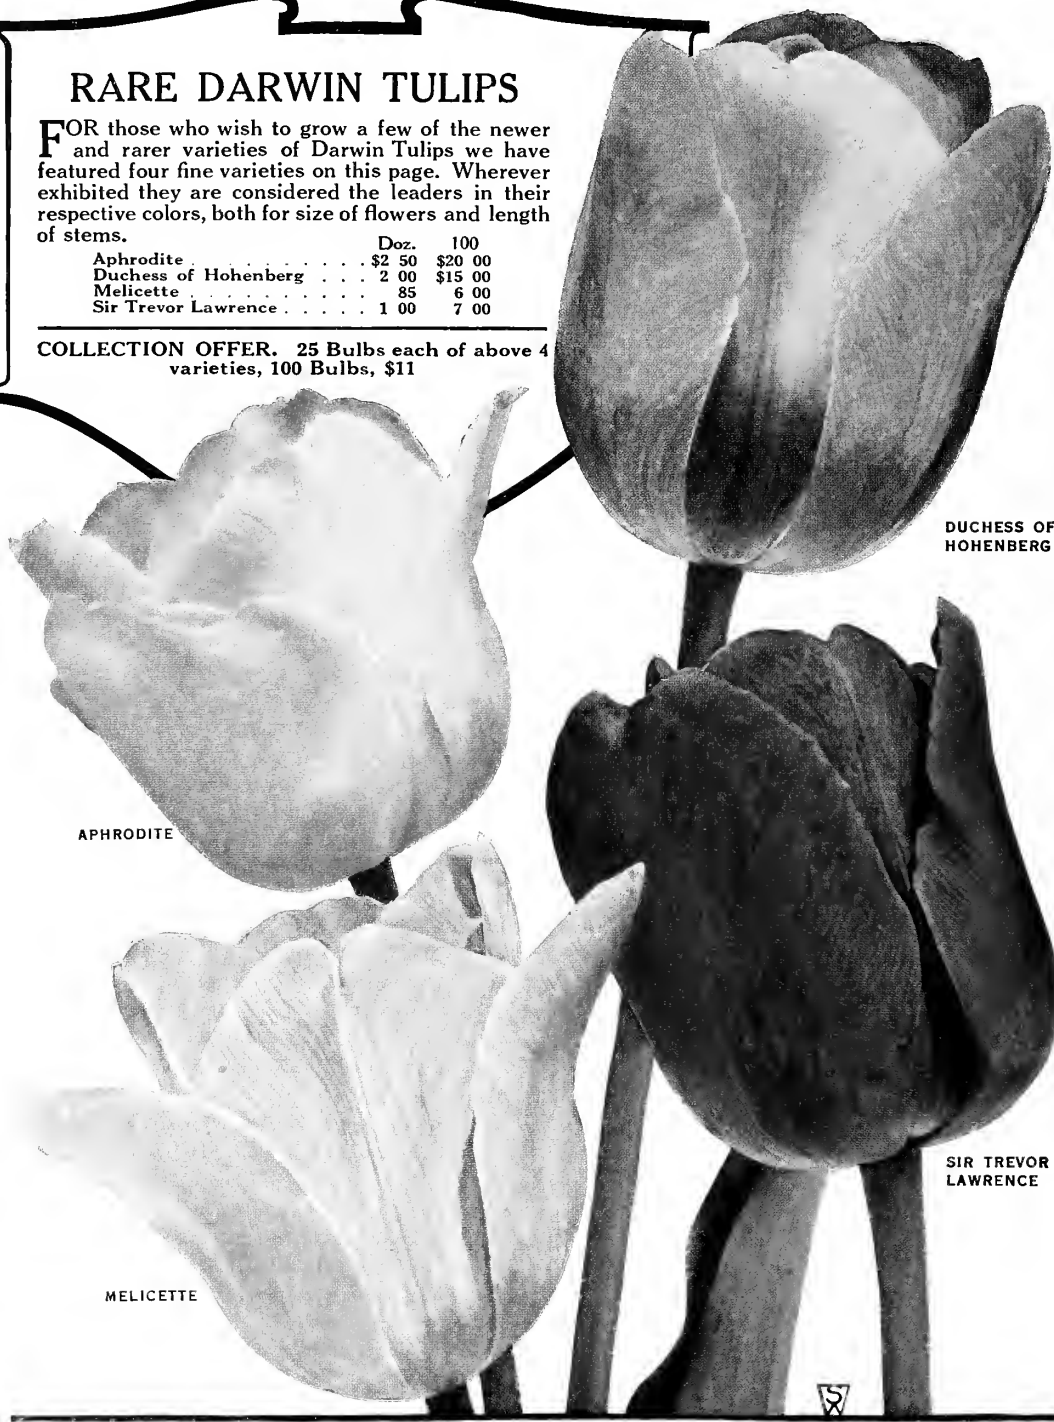 RARE DARWIN TULIPS
FOR those who wish to grow a few of the newer
and rarer varieties of Darwin Tulips we have
featured four fine varieties on this page. Wherever
exhibited they are considered the leaders in their
respective colors, both for size of flowers and length
of stems.
Doz. 100
Aphrodite . . . . . . . . . . $2 50 $20 00
Duchess of Hohenberg . . . 2 00 $15 00
Melicette . . . . . . . . . . 85 6 00
Sir Trevor Lawrence . . . . . 1 00 7 00
COLLECTION OFFER. 25 Bulbs each of above 4
varieties, 100 Bulbs, $11
DUCHESS OF
HOHENBERG
APHRODITE
SIR TREVOR
LAWRENCE
MELICETTE